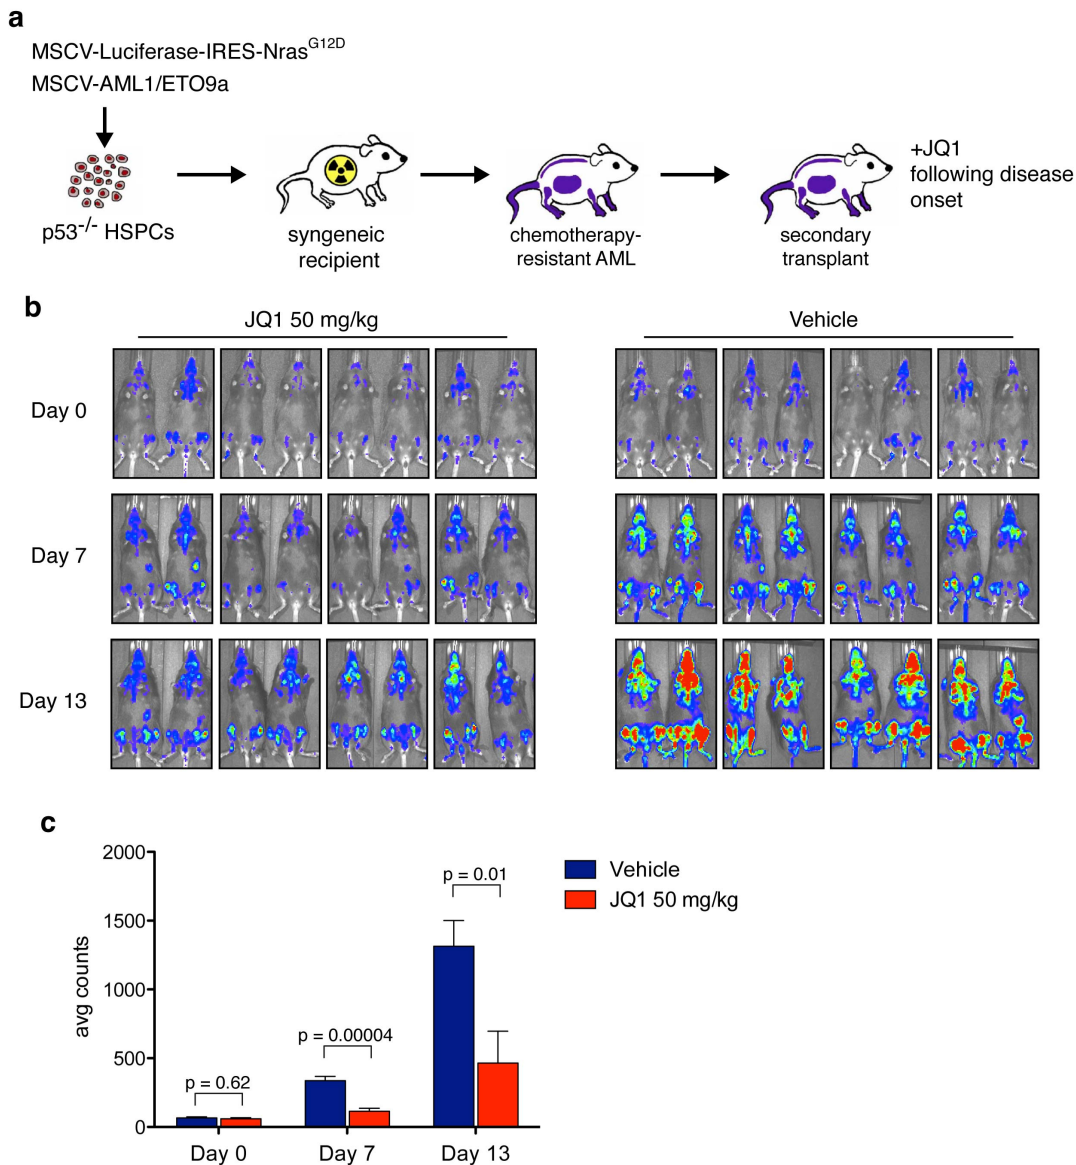 a
MSCV-Luciferase-IRES-Nras^G12D
MSCV-AML1/ETO9a
p53-/- HSPCs
syngeneic
recipient
chemotherapy-
resistant AML
secondary
transplant
+JQ1
following disease
onset
b
JQ1 50 mg/kg
Vehicle
Day 0
Day 7
Day 13
c
2000
1500
1000
500
0
avg counts
p = 0.62
p = 0.00004
p = 0.01
Day 0
Day 7
Day 13
Vehicle
JQ1 50 mg/kg